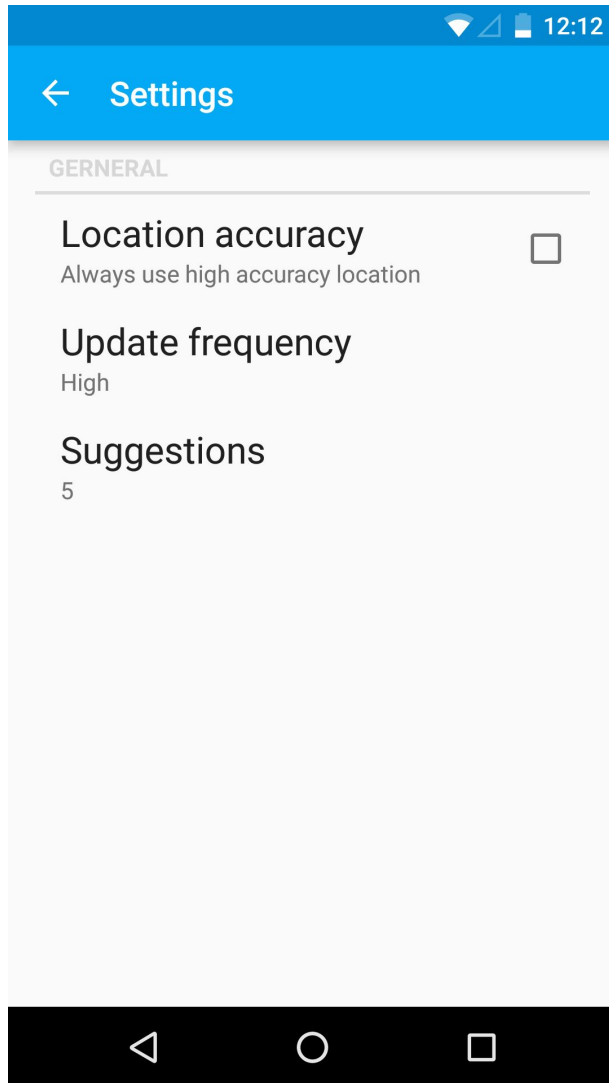 12:12
Settings
GERNERAL
Location accuracy
Always use high accuracy location
Update frequency
High
Suggestions
5